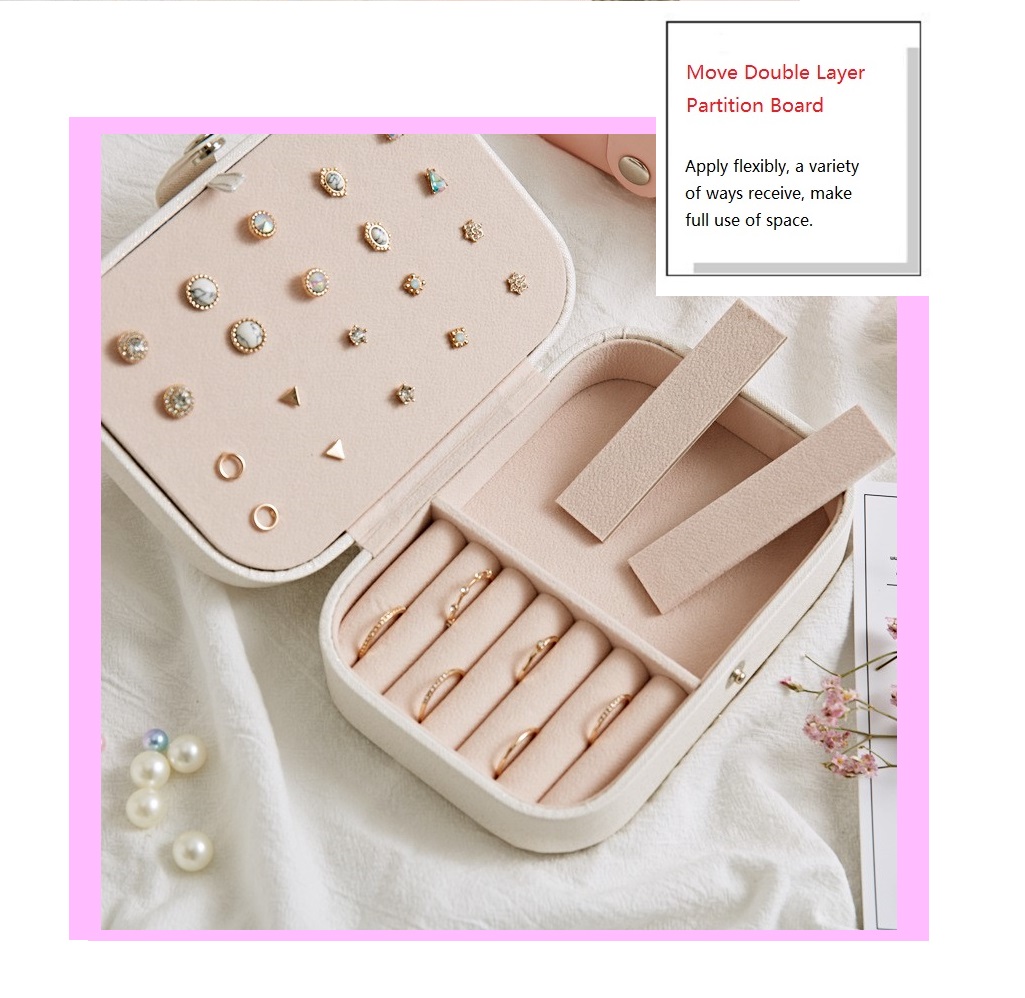 Move Double Layer
Partition Board
Apply flexibly, a variety
of ways receive, make
full use of space.